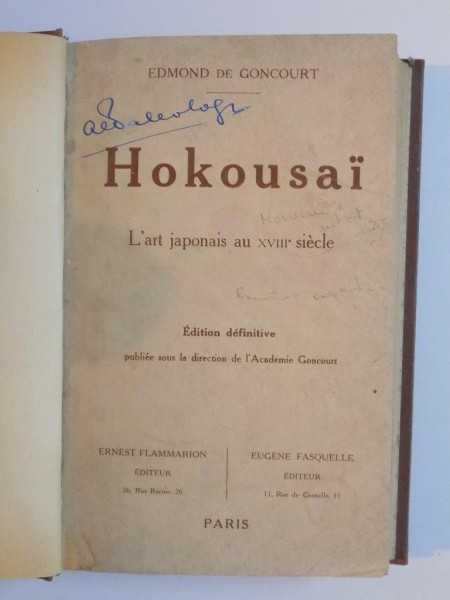 EDMOND DE GONCOURT
Hokousaï
L'art japonais au XVIIIᵉ siècle
Édition définitive
publiée sous la direction de l'Académie Goncourt
ERNEST FLAMMARION
ÉDITEUR
26, Rue Racine, 26
EUGÈNE FASQUELLE
ÉDITEUR
11, Rue de Grenelle, 11
PARIS